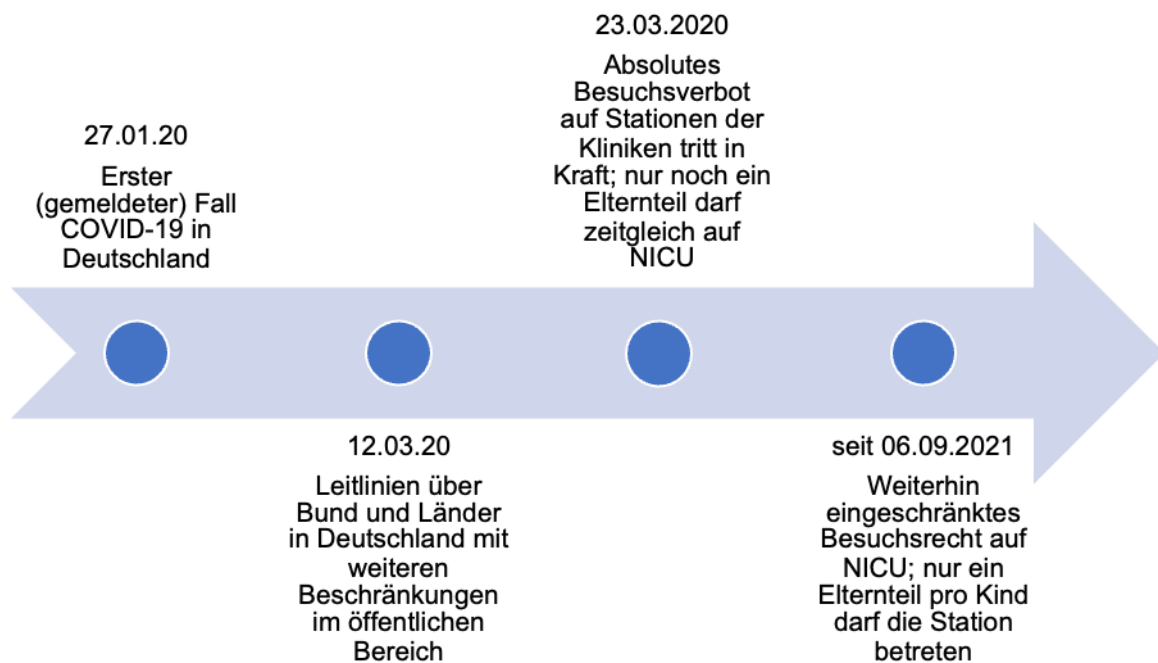 27.01.20
Erster
(gemeldeter) Fall
COVID-19 in
Deutschland
12.03.20
Leitlinien über
Bund und Länder
in Deutschland mit
weiteren
Beschränkungen
im öffentlichen
Bereich
23.03.2020
Absolutes
Besuchsverbot
auf Stationen der
Kliniken tritt in
Kraft; nur noch ein
Elternteil darf
zeitgleich auf
NICU
seit 06.09.2021
Weiterhin
eingeschränktes
Besuchsrecht auf
NICU; nur ein
Elternteil pro Kind
darf die Station
betreten